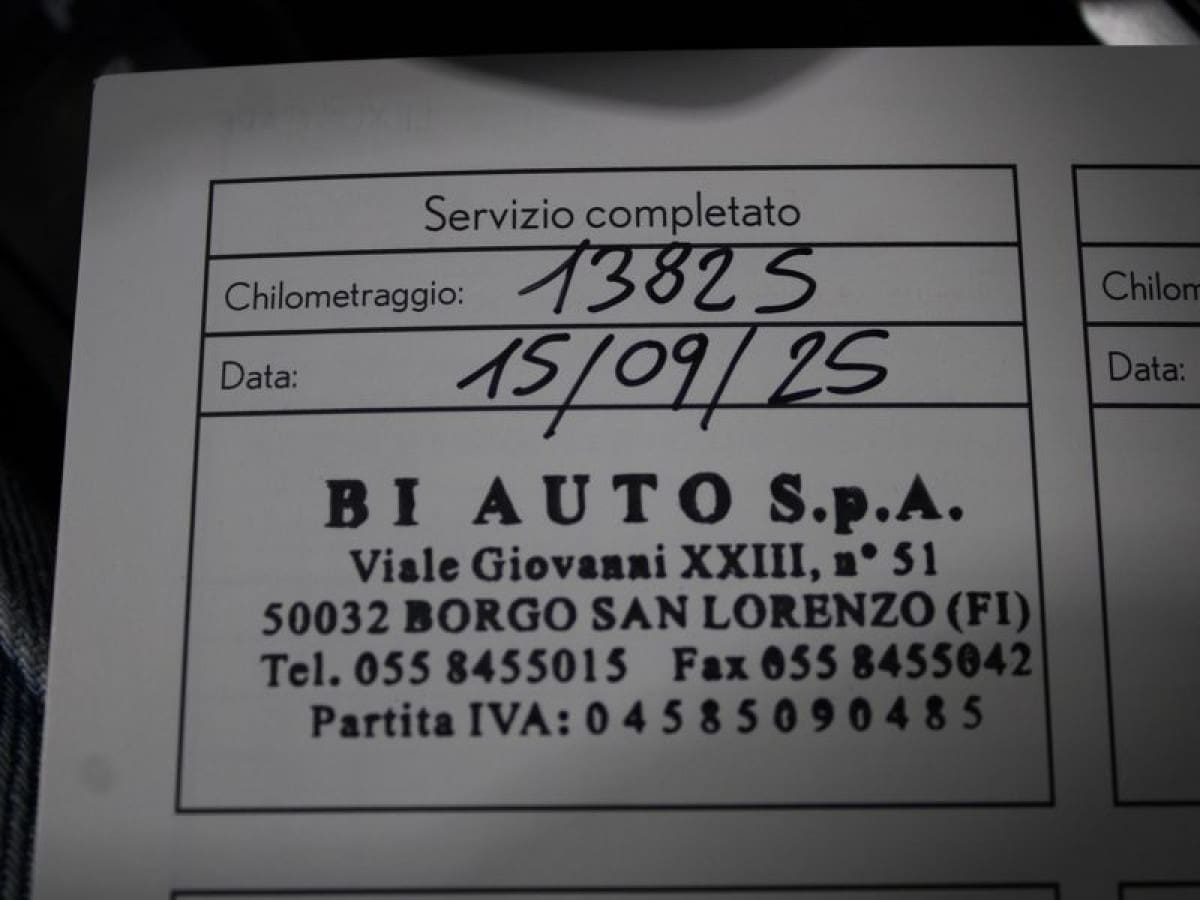 Servizio completato
Chilometraggio: 13825
Data: 15/09/25
BI AUTO S.p.A.
Viale Giovanni XXIII, n° 51
50032 BORGO SAN LORENZO (FI)
Tel. 055 8455015 Fax 055 8455042
Partita IVA: 04585090485
Chilom
Data: